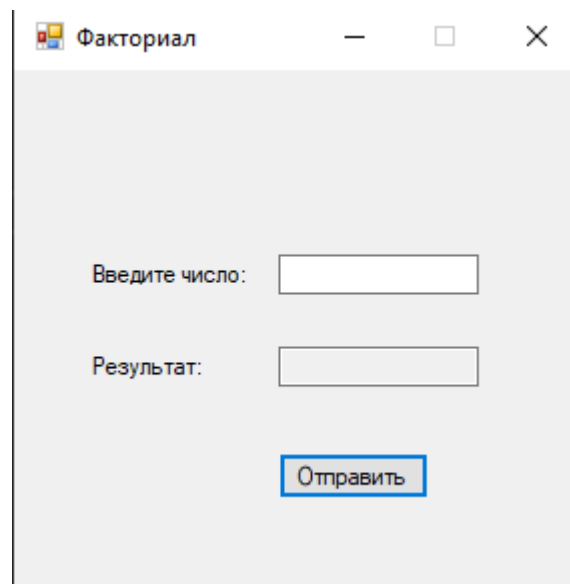 Факториал
Введите число:
Результат:
Отправить